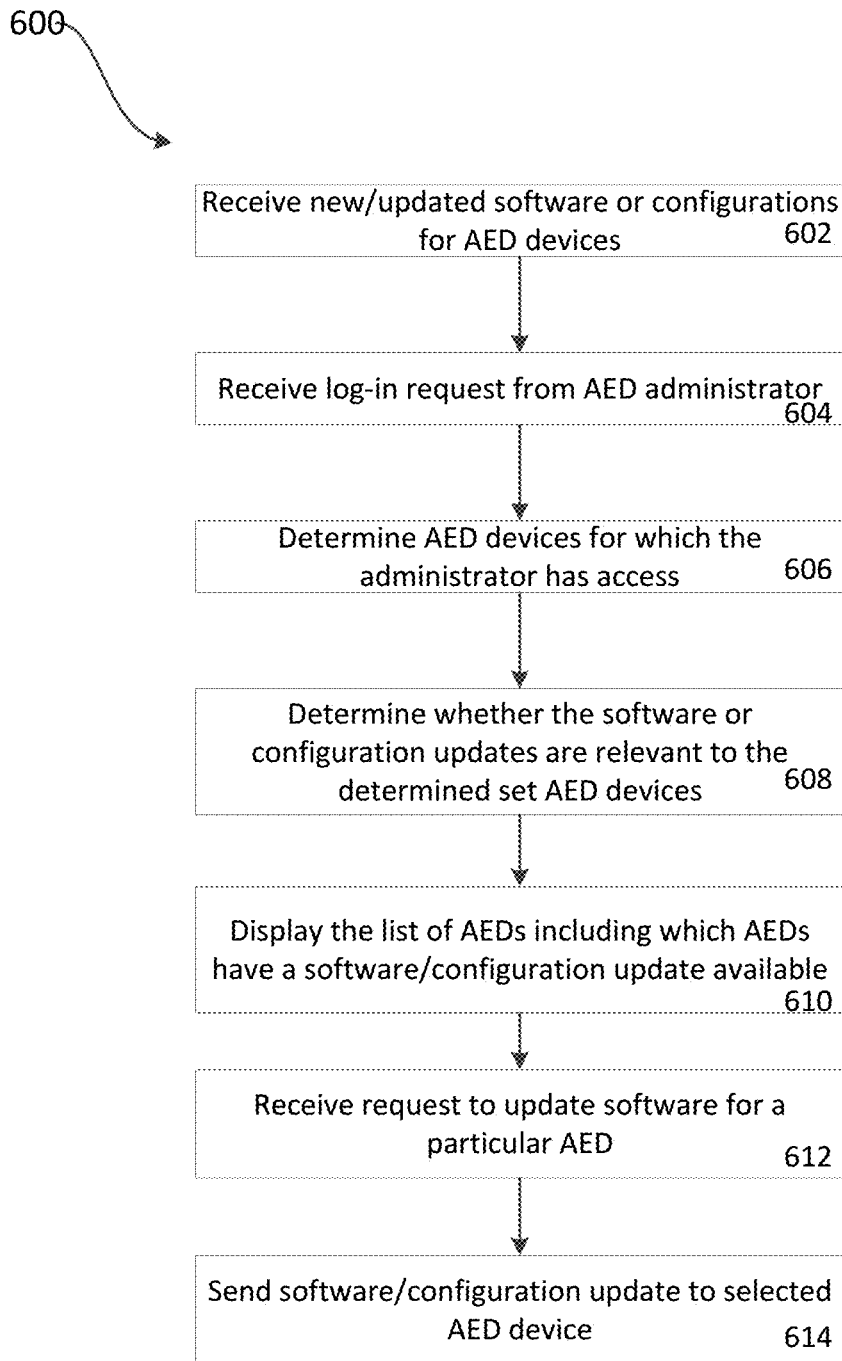 600
Receive new/updated software or configurations
for AED devices
602
Receive log-in request from AED administrator
604
Determine AED devices for which the
administrator has access
606
Determine whether the software or
configuration updates are relevant to the
determined set AED devices
608
Display the list of AEDs including which AEDs
have a software/configuration update available
610
Receive request to update software for a
particular AED
612
Send software/configuration update to selected
AED device
614